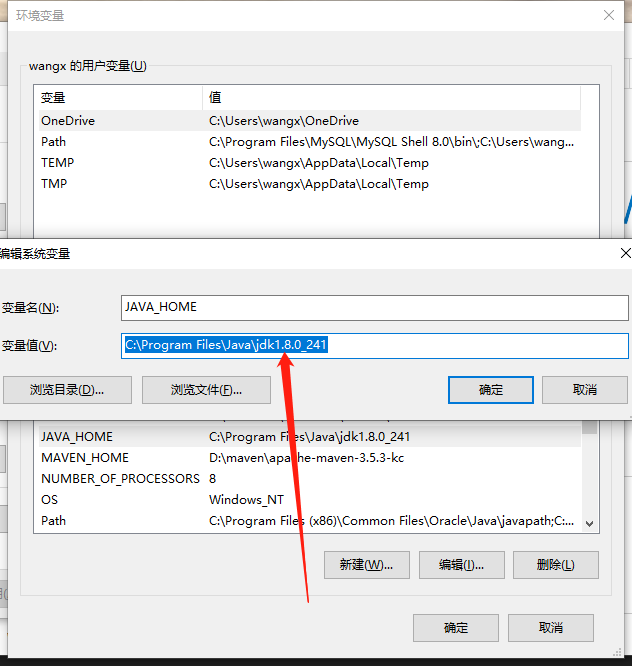 环境变量
wangx 的用户变量(U)
变量 值
OneDrive C:\Users\wangx\OneDrive
Path C:\Program Files\MySQL\MySQL Shell 8.0\bin\;C:\Users\wang...
TEMP C:\Users\wangx\AppData\Local\Temp
TMP C:\Users\wangx\AppData\Local\Temp
编辑系统变量
变量名(N): JAVA_HOME
变量值(V): C:\Program Files\Java\jdk1.8.0_241
浏览目录(D)... 浏览文件(F)... 确定 取消
JAVA_HOME C:\Program Files\Java\jdk1.8.0_241
MAVEN_HOME D:\maven\apache-maven-3.5.3-kc
NUMBER_OF_PROCESSORS 8
OS Windows_NT
Path C:\Program Files (x86)\Common Files\Oracle\Java\javapath;C:...
新建(W)... 编辑(I)... 删除(L)
确定 取消